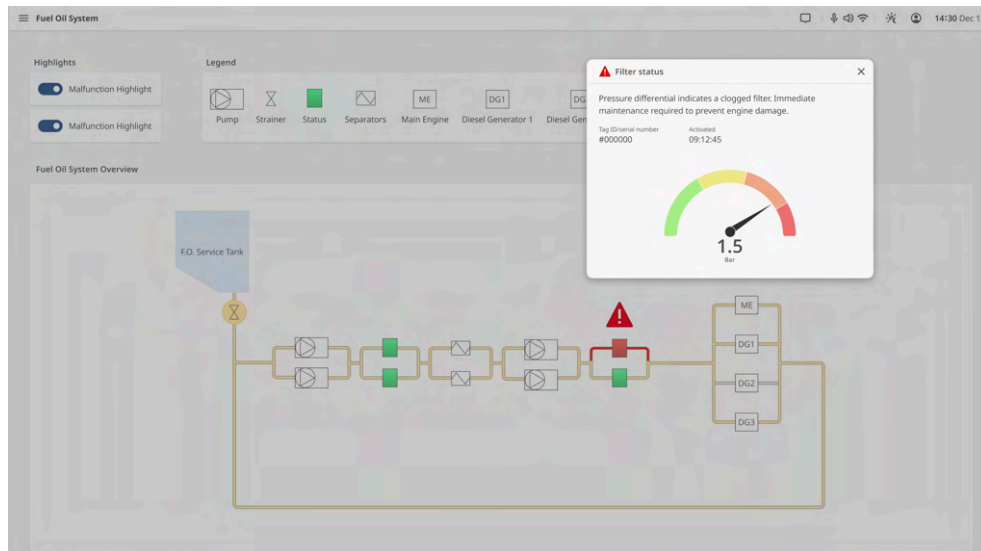 Fuel Oil System
14:30 Dec 1
Highlights
Malfunction Highlight
Malfunction Highlight
Legend
Pump
Strainer
Status
Separators
ME
Main Engine
DG1
Diesel Generator 1
DG
Diesel Gen
Filter status
Pressure differential indicates a clogged filter. Immediate
maintenance required to prevent engine damage.
Tag ID/serial number
#000000
Activated
09:12:45
1.5
Bar
Fuel Oil System Overview
F.O. Service Tank
ME
DG1
DG2
DG3